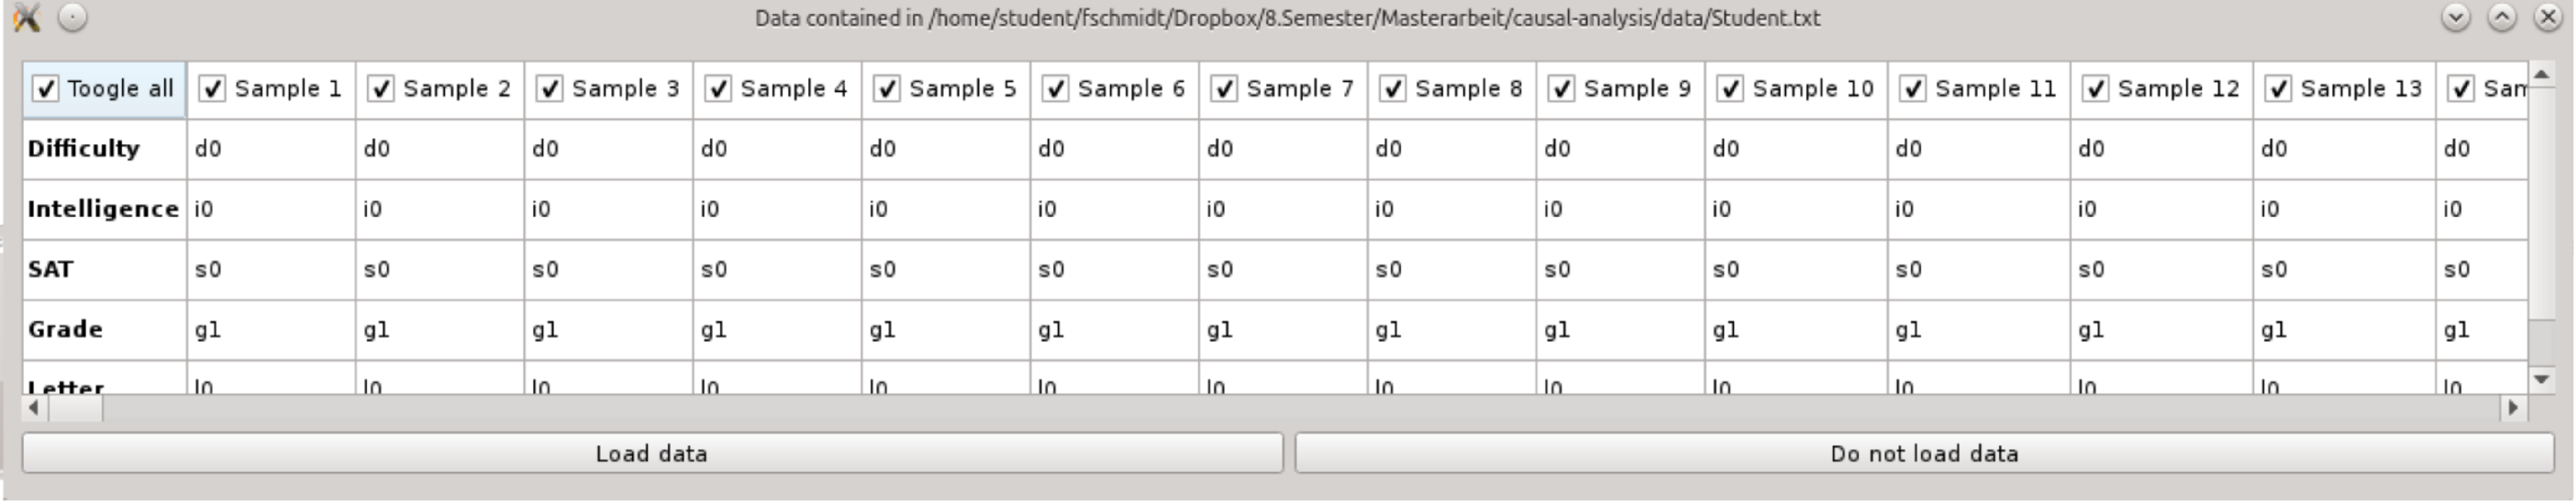 Data contained in /home/student/fschmidt/Dropbox/8.Semester/Masterarbeit/causal-analysis/data/Student.txt
Toogle all Sample 1 Sample 2 Sample 3 Sample 4 Sample 5 Sample 6 Sample 7 Sample 8 Sample 9 Sample 10 Sample 11 Sample 12 Sample 13 Sam
Difficulty d0 d0 d0 d0 d0 d0 d0 d0 d0 d0 d0 d0 d0 d0
Intelligence i0 i0 i0 i0 i0 i0 i0 i0 i0 i0 i0 i0 i0 i0
SAT s0 s0 s0 s0 s0 s0 s0 s0 s0 s0 s0 s0 s0 s0
Grade g1 g1 g1 g1 g1 g1 g1 g1 g1 g1 g1 g1 g1 g1
Letter l0 l0 l0 l0 l0 l0 l0 l0 l0 l0 l0 l0 l0 l0
Load data Do not load data